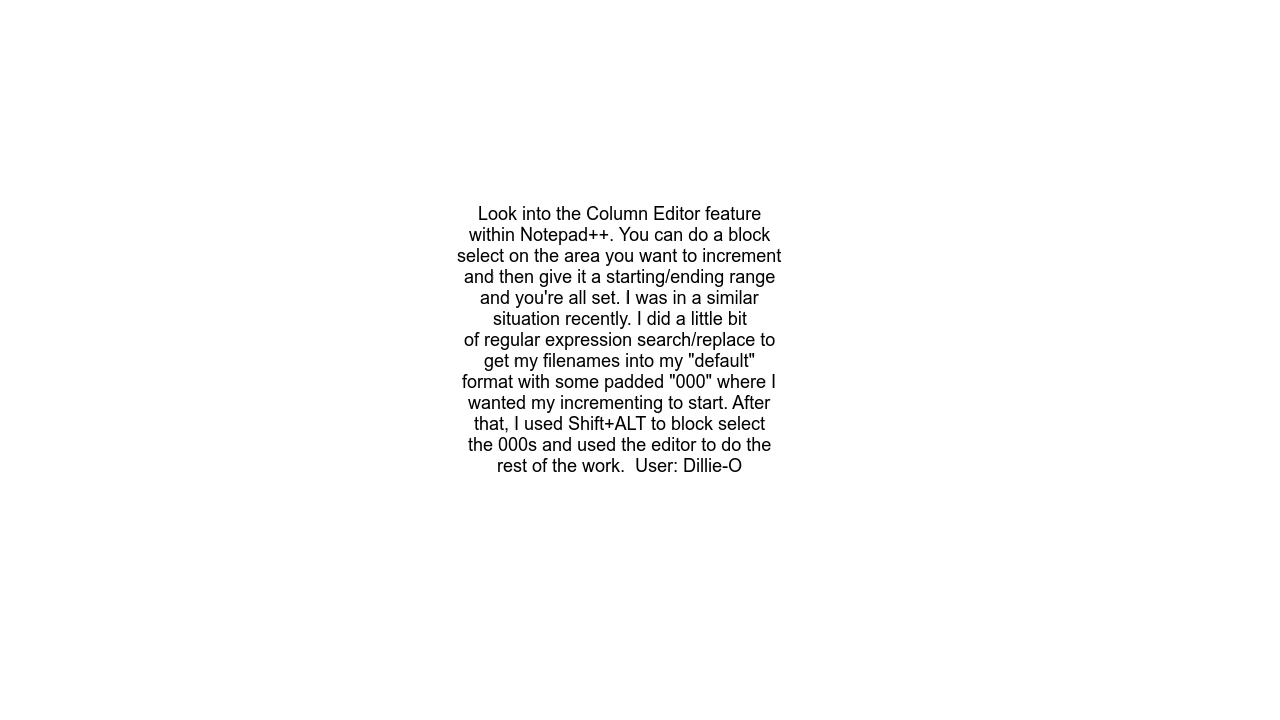 Look into the Column Editor feature
within Notepad++. You can do a block
select on the area you want to increment
and then give it a starting/ending range
and you're all set. I was in a similar
situation recently. I did a little bit
of regular expression search/replace to
get my filenames into my "default"
format with some padded "000" where I
wanted my incrementing to start. After
that, I used Shift+ALT to block select
the 000s and used the editor to do the
rest of the work.  User: Dillie-O